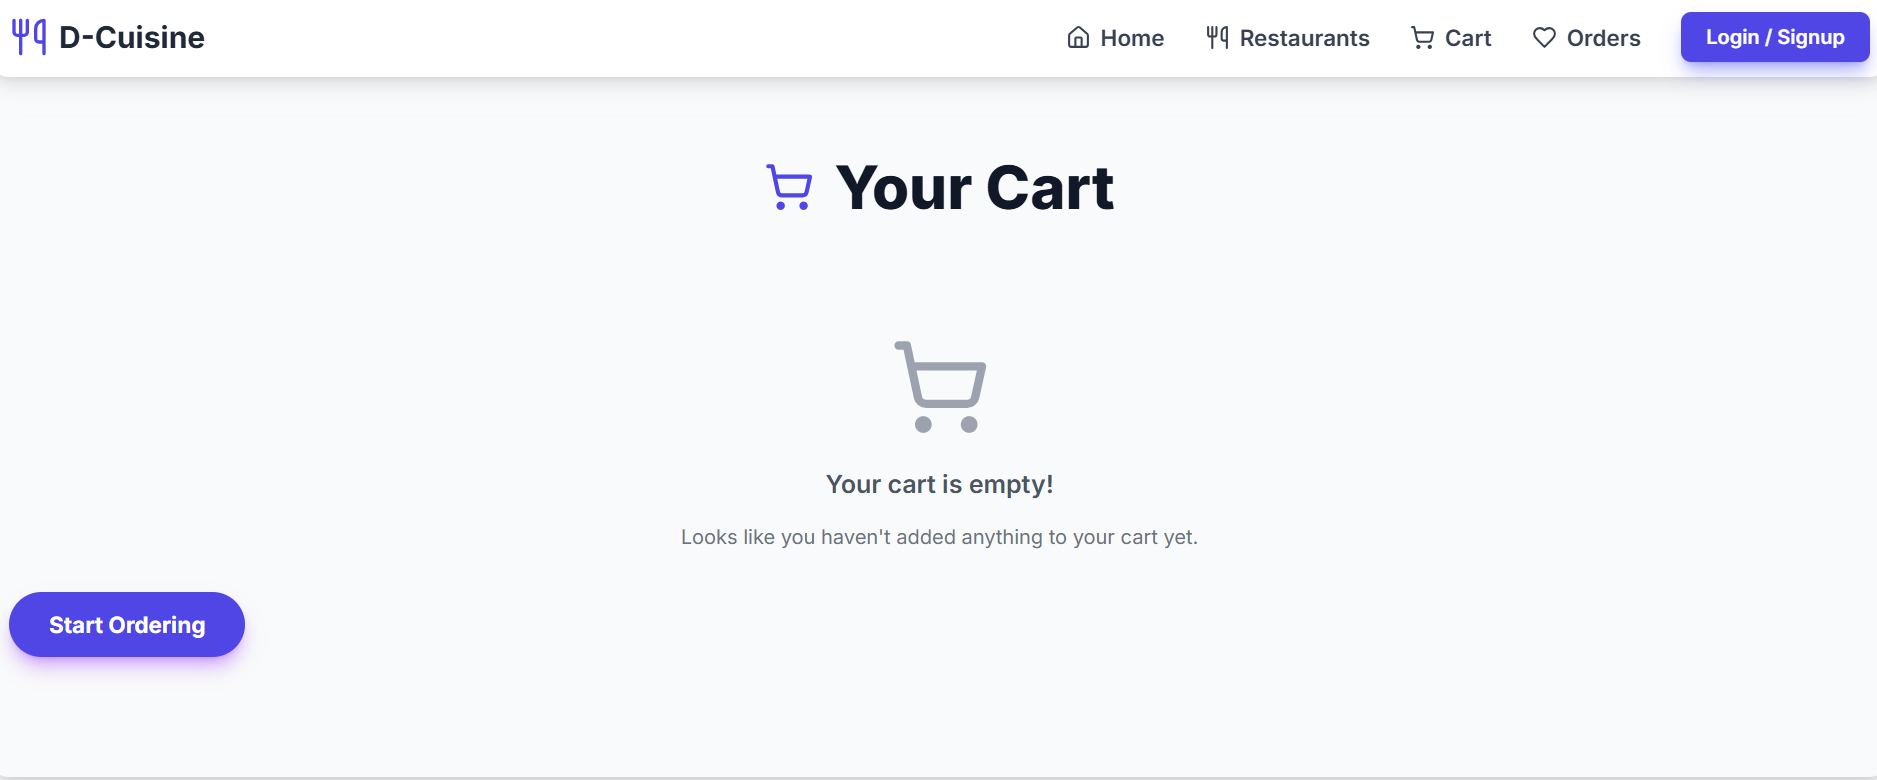 D-Cuisine
Home Restaurants Cart Orders Login / Signup
Your Cart
Your cart is empty!
Looks like you haven't added anything to your cart yet.
Start Ordering